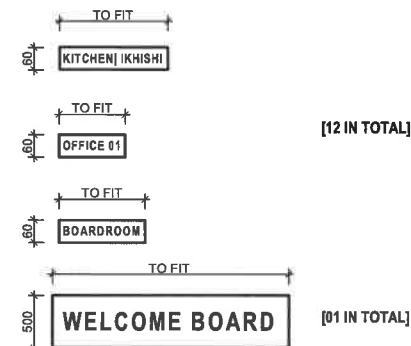 TO FIT
60
KITCHEN| IKHISHI
TO FIT
60
OFFICE 01
[12 IN TOTAL]
TO FIT
60
BOARDROOM
TO FIT
500
WELCOME BOARD
[01 IN TOTAL]